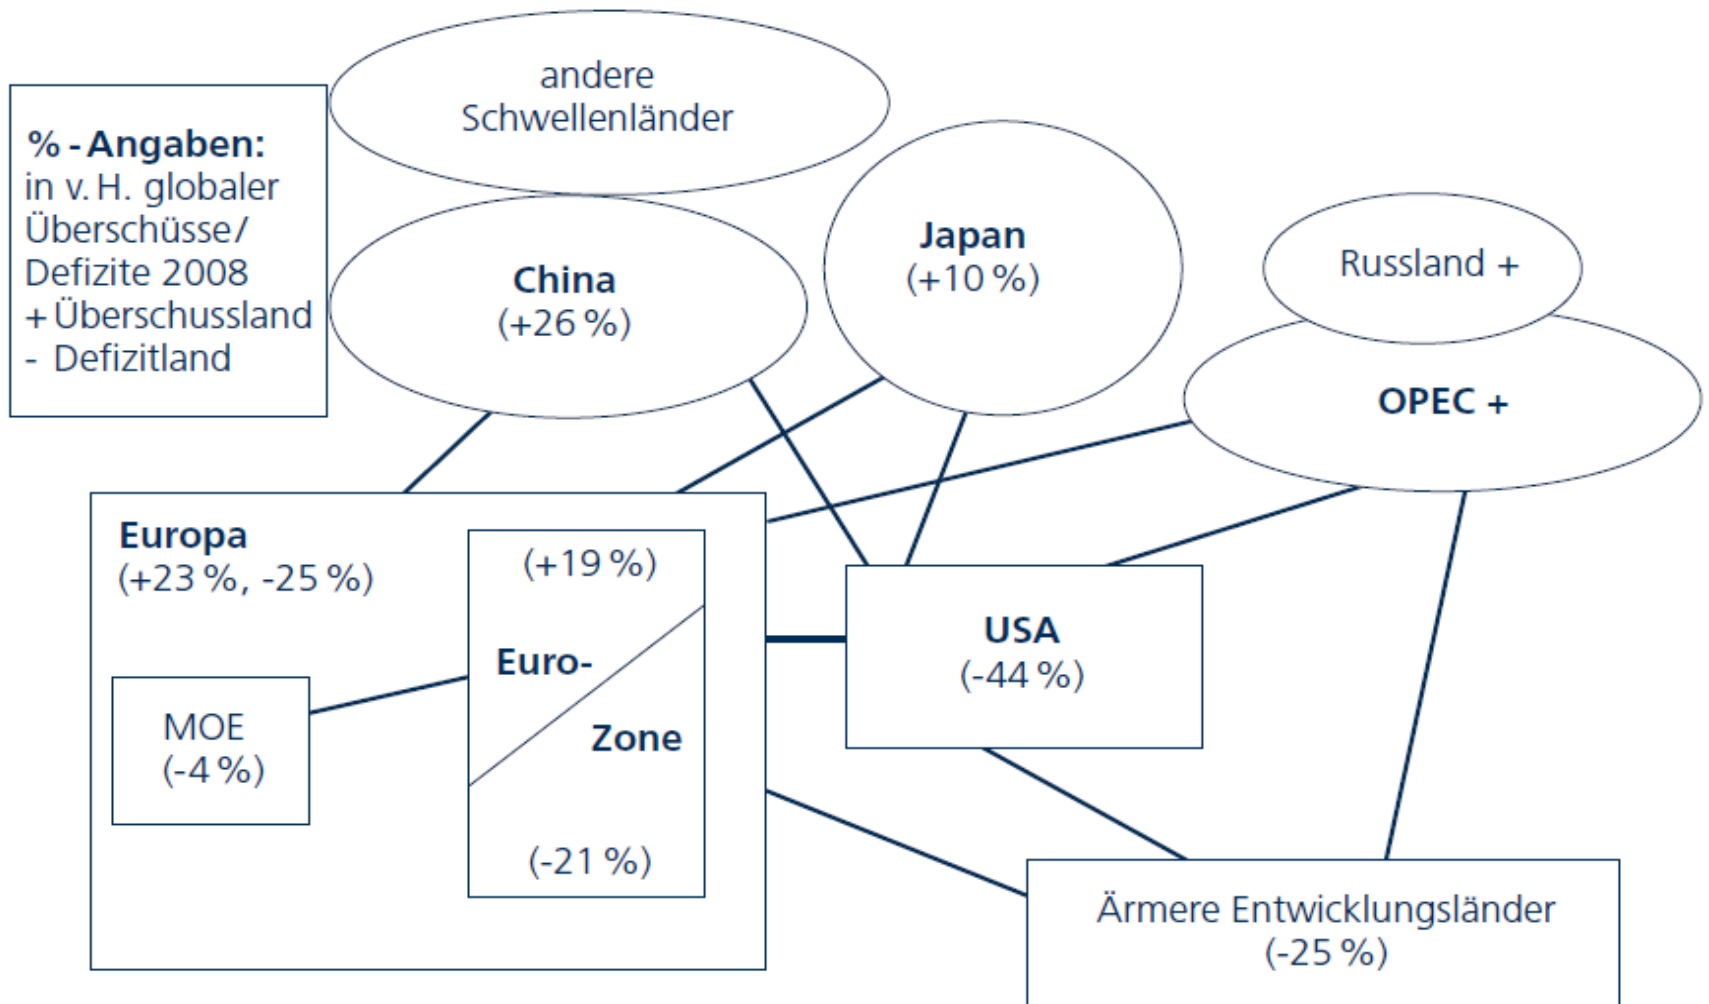 andere
Schwellenländer
% - Angaben:
in v. H. globaler
Überschüsse/
Defizite 2008
+ Überschussland
- Defizitland
China
(+26 %)
Japan
(+10 %)
Russland +
OPEC +
Europa
(+23 %, -25 %)
(+19 %)
Euro-
Zone
(-21 %)
MOE
(-4 %)
USA
(-44 %)
Ärmere Entwicklungsländer
(-25 %)